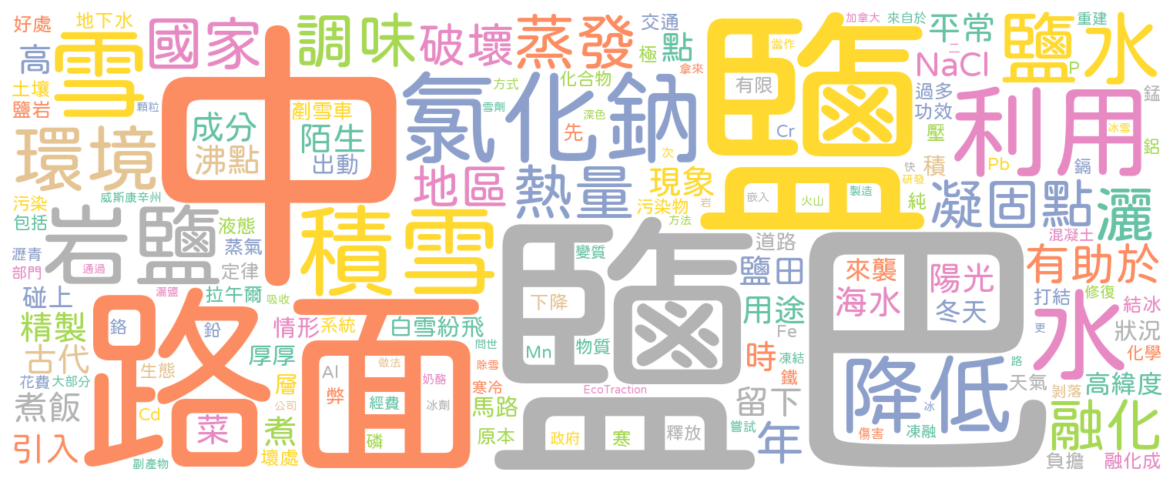 好處
地下水
雪
國家
調味
破壞
蒸發
交通
極
點
加拿大
拿來
來自於
平常
二
NaCl
鹽水
重建
P
高
土壤
鹽岩
顆粒
中
剷雪車
成分
陌生
沸點
出動
方式
雪劑
氯化鈉
化合物
深色
先
次
當作
有限
Cr
鹽
過多
功效
壓
利用
冰雪
錳
鋁
鎘
Pb
環境
污染
包括
威斯康辛州
地區
熱量
現象
污染物
方法
岩
嵌入
火山
製造
快
研發
積
純
凝固點
混凝土
灑
岩鹽
液態
蒸氣
定律
通過
瀝青
部門
積雪
變質
道路
鹽田
來襲
海水
陽光
冬天
有助於
碰上
灑鹽
拉午爾
吸收
鹵
鹽巴
下降
Mn
物質
用途
Fe
打結
修復
水
結冰
狀況
化學
更
精製
古代
花費
大部分
路面
鉻
鉛
情形
系統
白雪紛飛
問世
除雪
厚厚
層
Al
做法
奶酪
寒冷
EcoTraction
時
凍結
鐵
降低
路
天氣
剝落
高緯度
煮飯
生態
Cd
菜
公司
弊
經費
冰劑
馬路
留下
冰
引入
副產物
煮
壞處
磷
原本
政府
寒
釋放
嘗試
年
傷害
凍融
融化
負擔
融化成